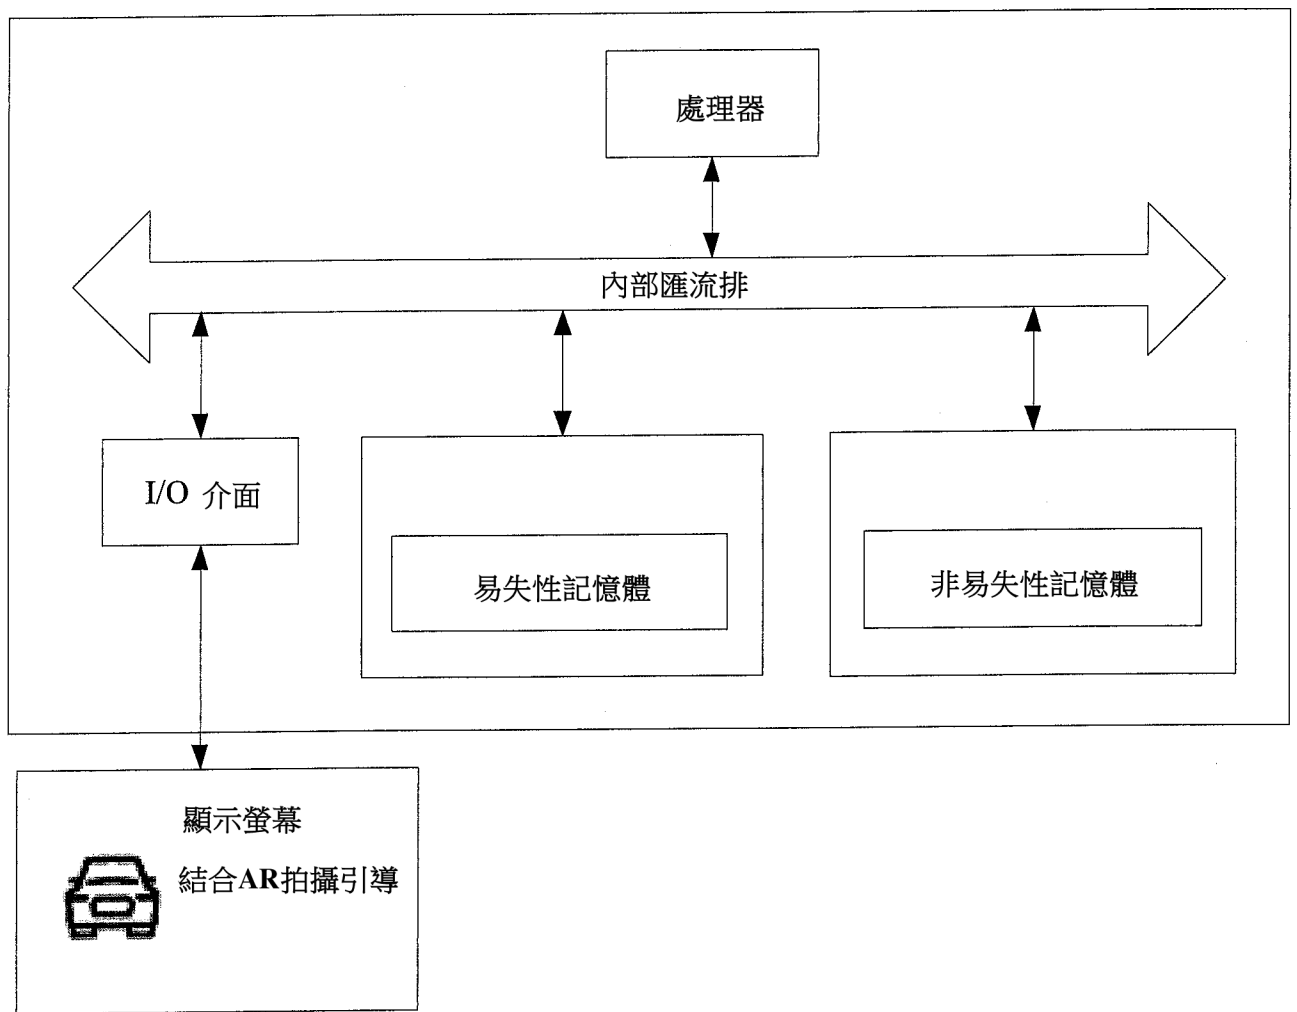 處理器
內部匯流排
I/O 介面
易失性記憶體
非易失性記憶體
顯示螢幕
結合AR拍攝引導